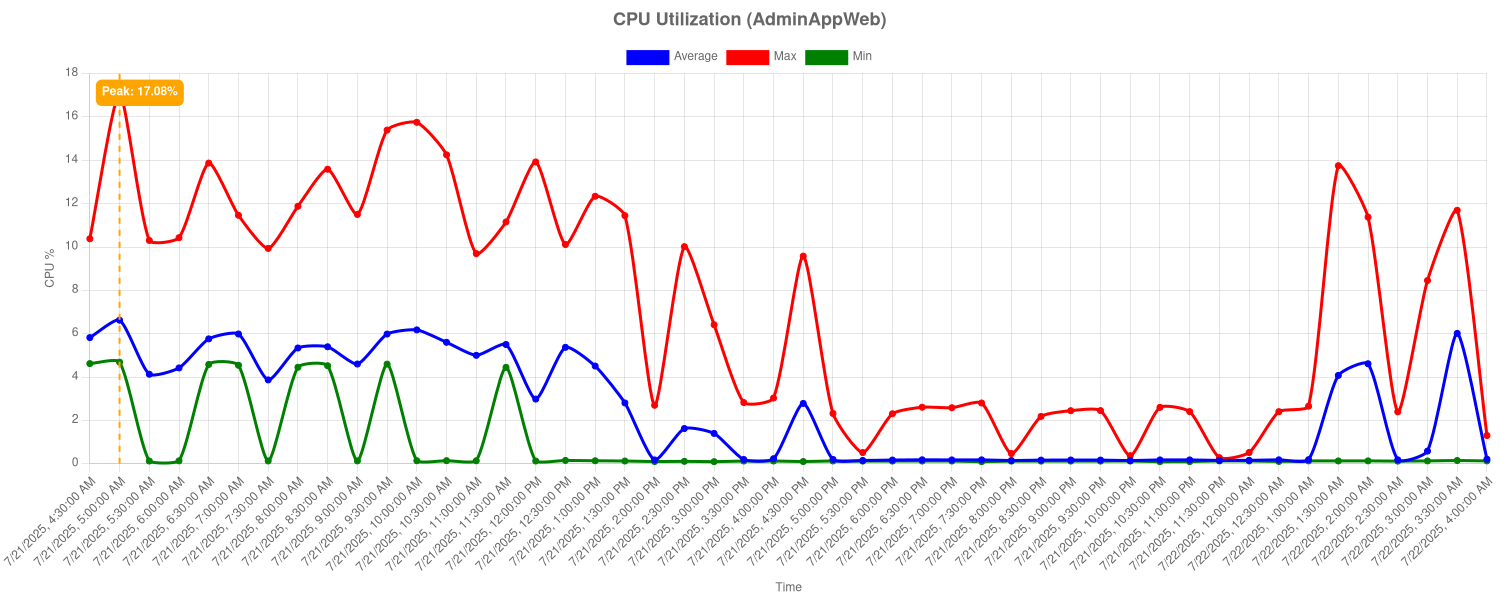 CPU Utilization (AdminAppWeb)
Average Max Min
Peak: 17.08%
CPU %
18
16
14
12
10
8
6
4
2
0
7/21/2025, 4:30:00 AM
7/21/2025, 5:00:00 AM
7/21/2025, 5:30:00 AM
7/21/2025, 6:00:00 AM
7/21/2025, 6:30:00 AM
7/21/2025, 7:00:00 AM
7/21/2025, 7:30:00 AM
7/21/2025, 8:00:00 AM
7/21/2025, 8:30:00 AM
7/21/2025, 9:00:00 AM
7/21/2025, 9:30:00 AM
7/21/2025, 10:00:00 AM
7/21/2025, 10:30:00 AM
7/21/2025, 11:00:00 AM
7/21/2025, 11:30:00 AM
7/21/2025, 12:00:00 PM
7/21/2025, 12:30:00 PM
7/21/2025, 1:00:00 PM
7/21/2025, 1:30:00 PM
7/21/2025, 2:00:00 PM
7/21/2025, 2:30:00 PM
7/21/2025, 3:00:00 PM
7/21/2025, 3:30:00 PM
7/21/2025, 4:00:00 PM
7/21/2025, 4:30:00 PM
7/21/2025, 5:00:00 PM
7/21/2025, 5:30:00 PM
7/21/2025, 6:00:00 PM
7/21/2025, 6:30:00 PM
7/21/2025, 7:00:00 PM
7/21/2025, 7:30:00 PM
7/21/2025, 8:00:00 PM
7/21/2025, 8:30:00 PM
7/21/2025, 9:00:00 PM
7/21/2025, 9:30:00 PM
7/21/2025, 10:00:00 PM
7/21/2025, 10:30:00 PM
7/21/2025, 11:00:00 PM
7/21/2025, 11:30:00 PM
7/22/2025, 12:00:00 AM
7/22/2025, 12:30:00 AM
7/22/2025, 1:00:00 AM
7/22/2025, 1:30:00 AM
7/22/2025, 2:00:00 AM
7/22/2025, 2:30:00 AM
7/22/2025, 3:00:00 AM
7/22/2025, 3:30:00 AM
7/22/2025, 4:00:00 AM
Time